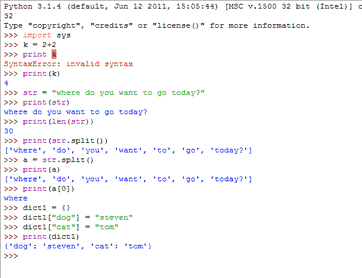 Python 3.1.4 (default, Jun 12 2011, 15:05:44) [MSC v.1500 32 bit (Intel)]
32
Type "copyright", "credits" or "license()" for more information.
>>> import sys
>>> k = 2+2
>>> print k
SyntaxError: invalid syntax
>>> print(k)
4
>>> str = "where do you want to go today?"
>>> print(str)
where do you want to go today?
>>> print(len(str))
30
>>> print(str.split())
['where', 'do', 'you', 'want', 'to', 'go', 'today?']
>>> a = str.split()
>>> print(a)
['where', 'do', 'you', 'want', 'to', 'go', 'today?']
>>> print(a[0])
where
>>> dict1 = {}
>>> dict1["dog"] = "steven"
>>> dict1["cat"] = "tom"
>>> print(dict1)
{'dog': 'steven', 'cat': 'tom'}
>>>